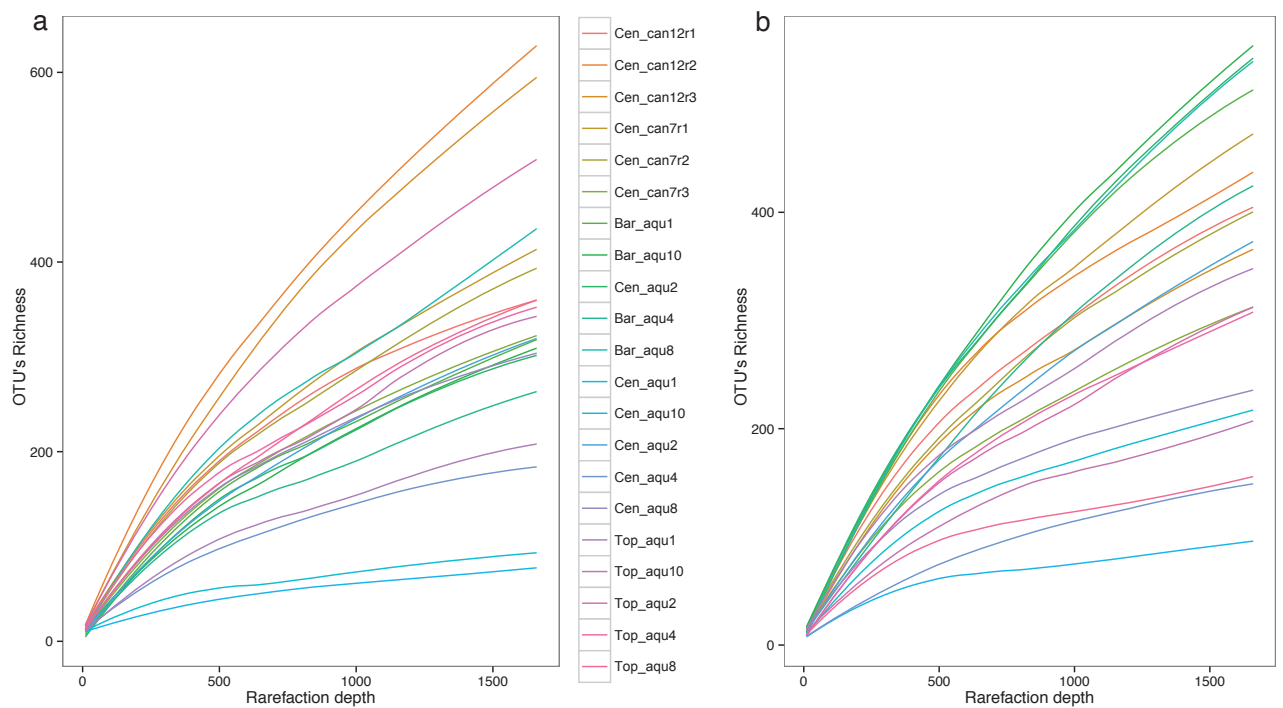 a
OTU's Richness
600
400
200
0
0 500 1000 1500
Rarefaction depth
Cen_can12r1
Cen_can12r2
Cen_can12r3
Cen_can7r1
Cen_can7r2
Cen_can7r3
Bar_aqu1
Bar_aqu10
Cen_aqu2
Bar_aqu4
Bar_aqu8
Cen_aqu1
Cen_aqu10
Cen_aqu2
Cen_aqu4
Cen_aqu8
Top_aqu1
Top_aqu10
Top_aqu2
Top_aqu4
Top_aqu8
b
OTU's Richness
400
200
0
0 500 1000 1500
Rarefaction depth